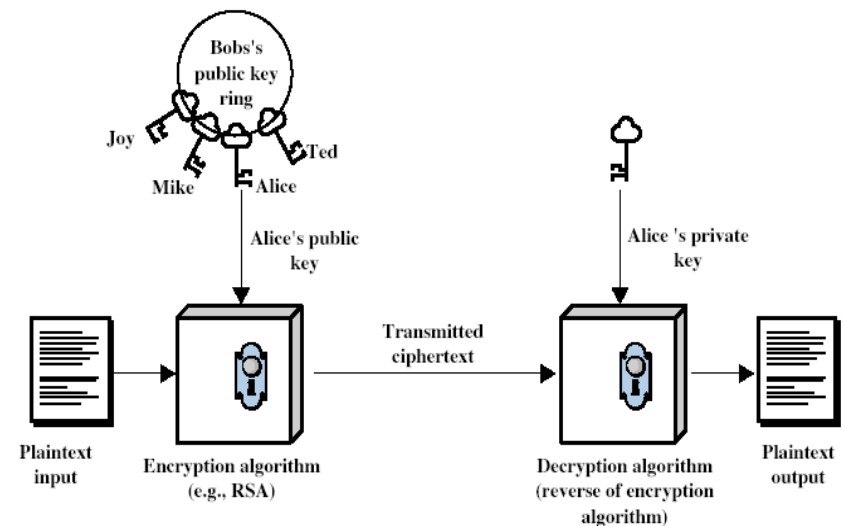 Bobs's
public key
ring
Joy
Ted
Mike
Alice
Alice's public
key
Alice 's private
key
Transmitted
ciphertext
Plaintext
input
Encryption algorithm
(e.g., RSA)
Decryption algorithm
(reverse of encryption
algorithm)
Plaintext
output